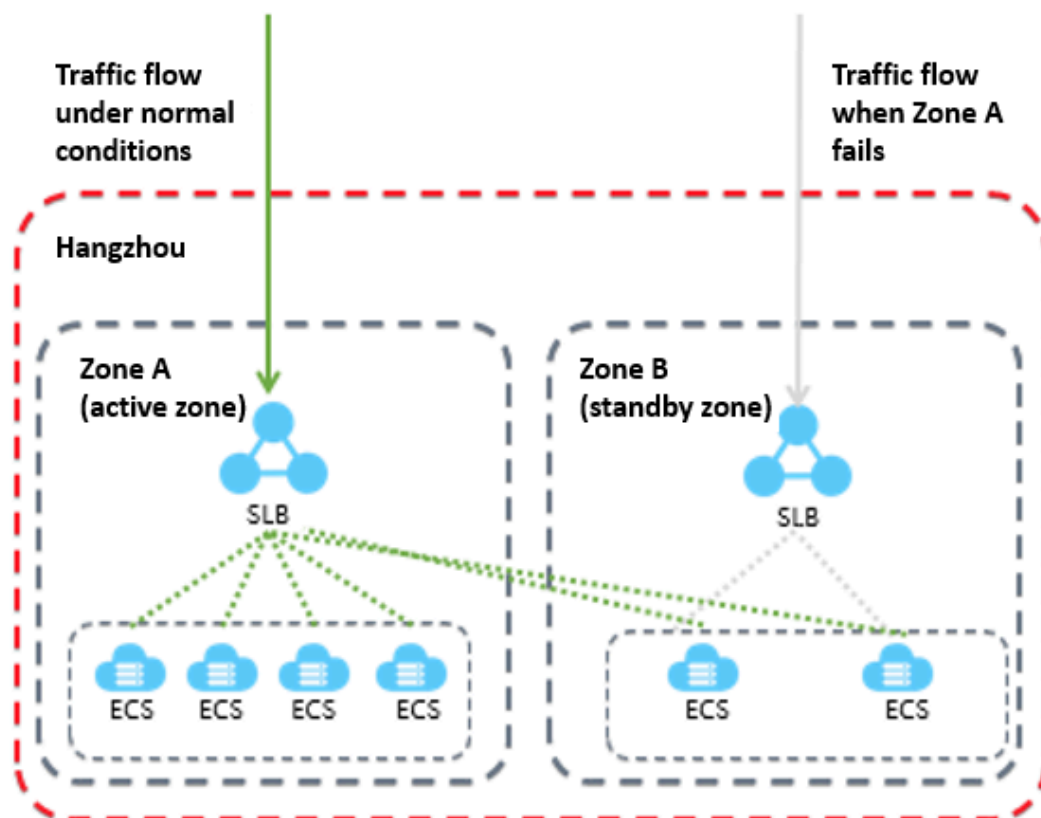 Traffic flow
under normal
conditions
Traffic flow
when Zone A
fails
Hangzhou
Zone A
(active zone)
SLB
ECS
ECS
ECS
ECS
Zone B
(standby zone)
SLB
ECS
ECS